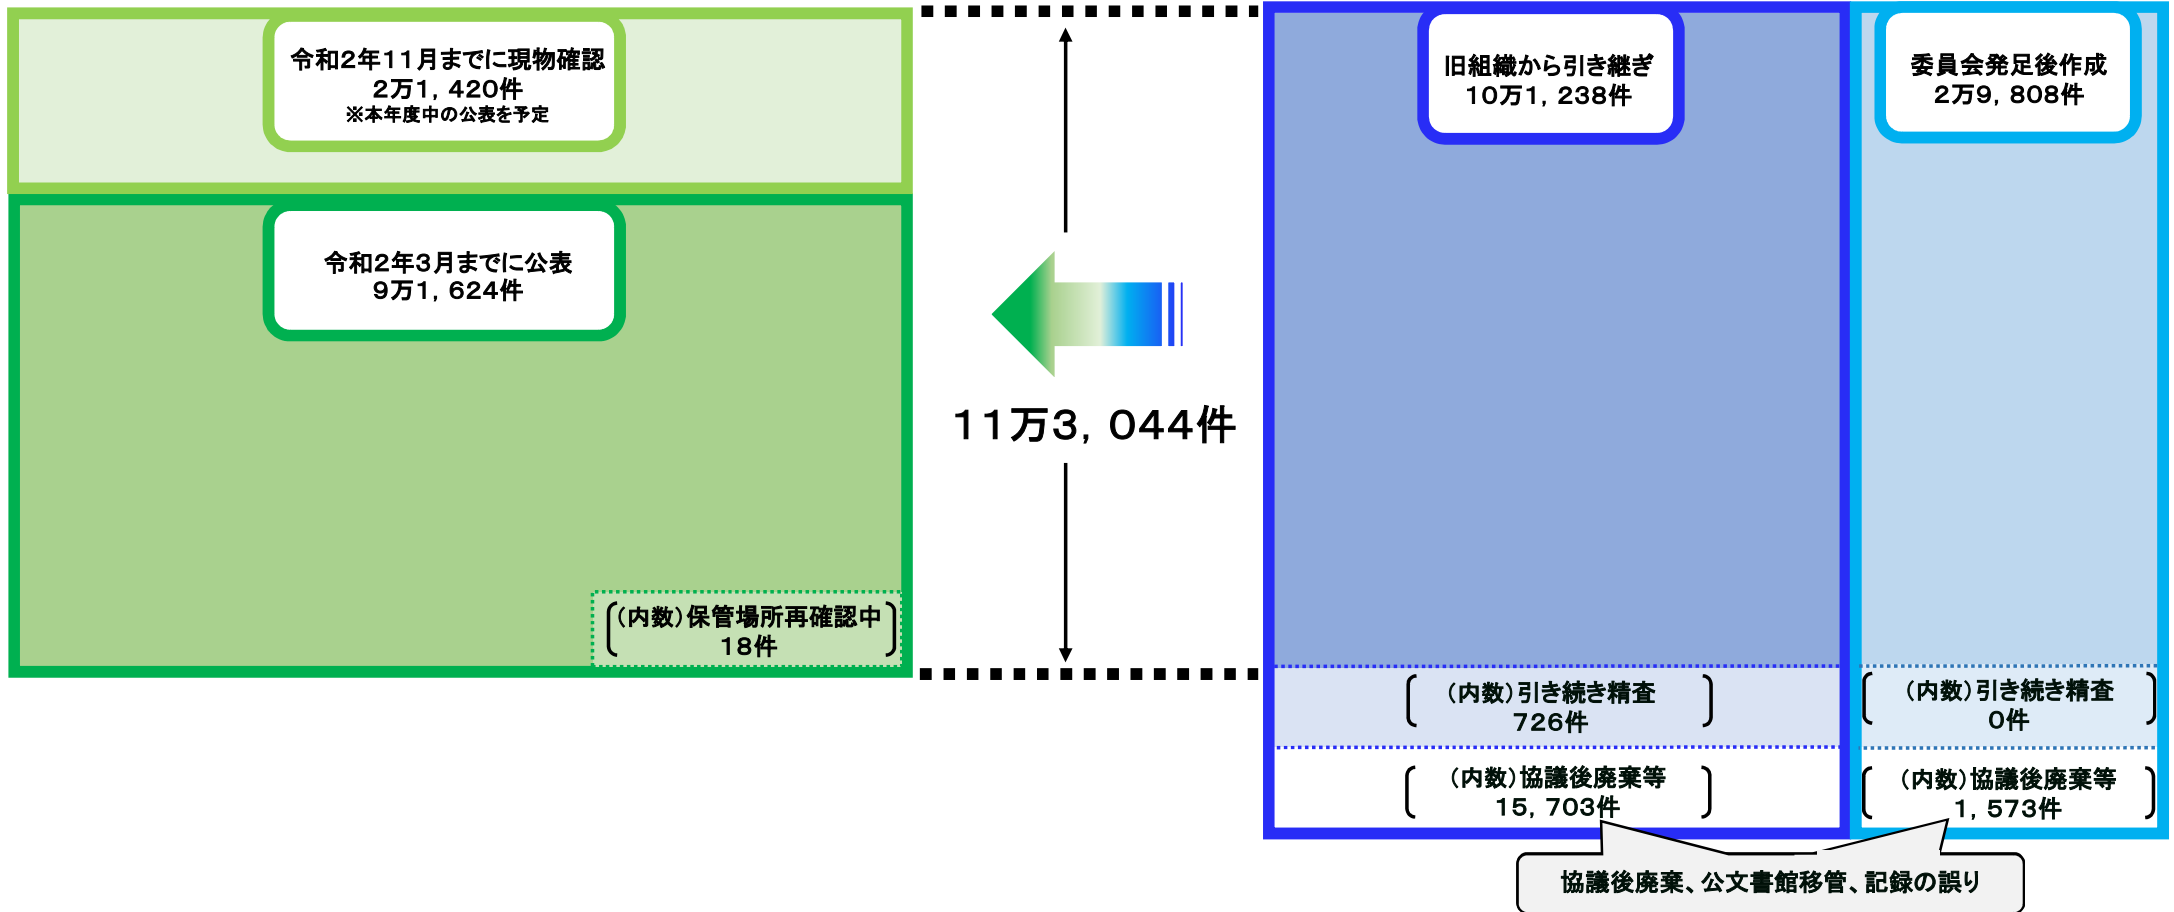 令和2年11月までに現物確認
2万1，420件
※本年度中の公表を予定
令和2年3月までに公表
9万1，624件
（内数）保管場所再確認中
18件
11万3，044件
旧組織から引き継ぎ
10万1，238件
委員会発足後作成
2万9，808件
（内数）引き続き精査
726件
（内数）引き続き精査
0件
（内数）協議後廃棄等
15，703件
（内数）協議後廃棄等
1，573件
協議後廃棄、公文書館移管、記録の誤り